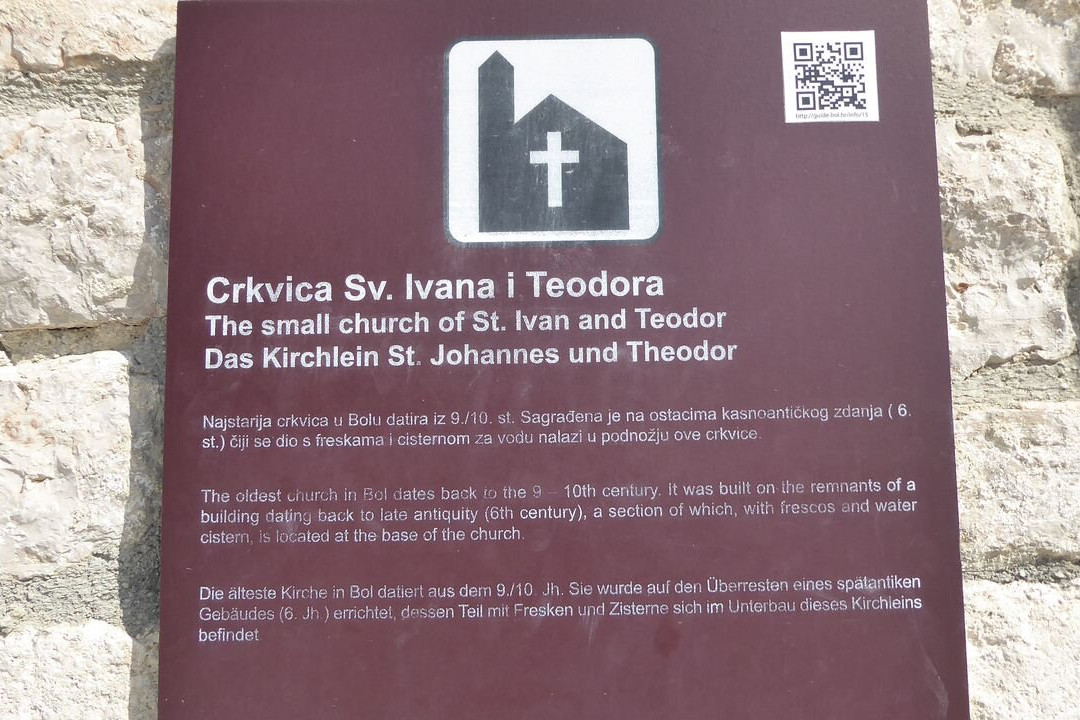 http://guide.bol.hr/info/15
Crkvica Sv. Ivana i Teodora
The small church of St. Ivan and Teodor
Das Kirchlein St. Johannes und Theodor
Najstarija crkvica u Bolu datira iz 9./10. st. Sagrađena je na ostacima kasnoantičkog zdanja ( 6.
st.) čiji se dio s freskama i cisternom za vodu nalazi u podnožju ove crkvice.
The oldest church in Bol dates back to the 9 – 10th century. It was built on the remnants of a
building dating back to late antiquity (6th century), a section of which, with frescos and water
cistern, is located at the base of the church.
Die älteste Kirche in Bol datiert aus dem 9./10. Jh. Sie wurde auf den Überresten eines spätantiken
Gebäudes (6. Jh.) errichtet, dessen Teil mit Fresken und Zisterne sich im Unterbau dieses Kirchleins
befindet